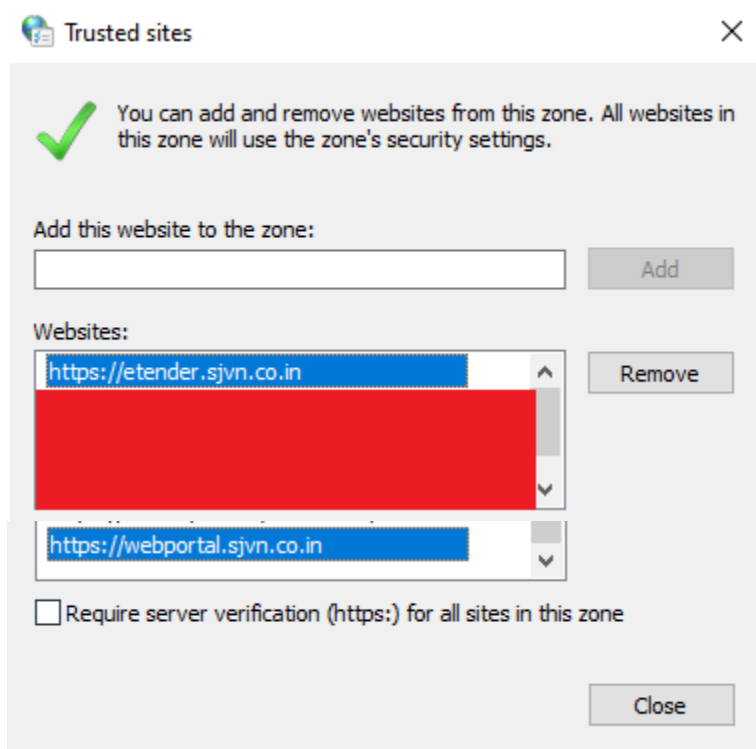 Trusted sites
You can add and remove websites from this zone. All websites in
this zone will use the zone's security settings.
Add this website to the zone:
Add
Websites:
https://etender.sjvn.co.in
Remove
https://webportal.sjvn.co.in
Require server verification (https:) for all sites in this zone
Close